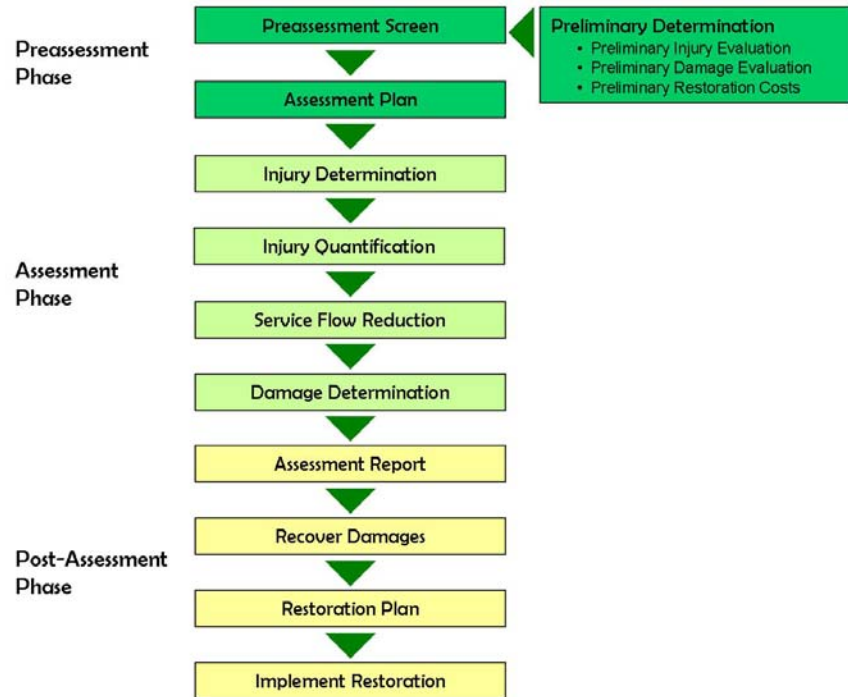 Preassessment
Phase
Preassessment Screen
Preliminary Determination
• Preliminary Injury Evaluation
• Preliminary Damage Evaluation
• Preliminary Restoration Costs
Assessment Plan
Assessment
Phase
Injury Determination
Injury Quantification
Service Flow Reduction
Damage Determination
Post-Assessment
Phase
Assessment Report
Recover Damages
Restoration Plan
Implement Restoration